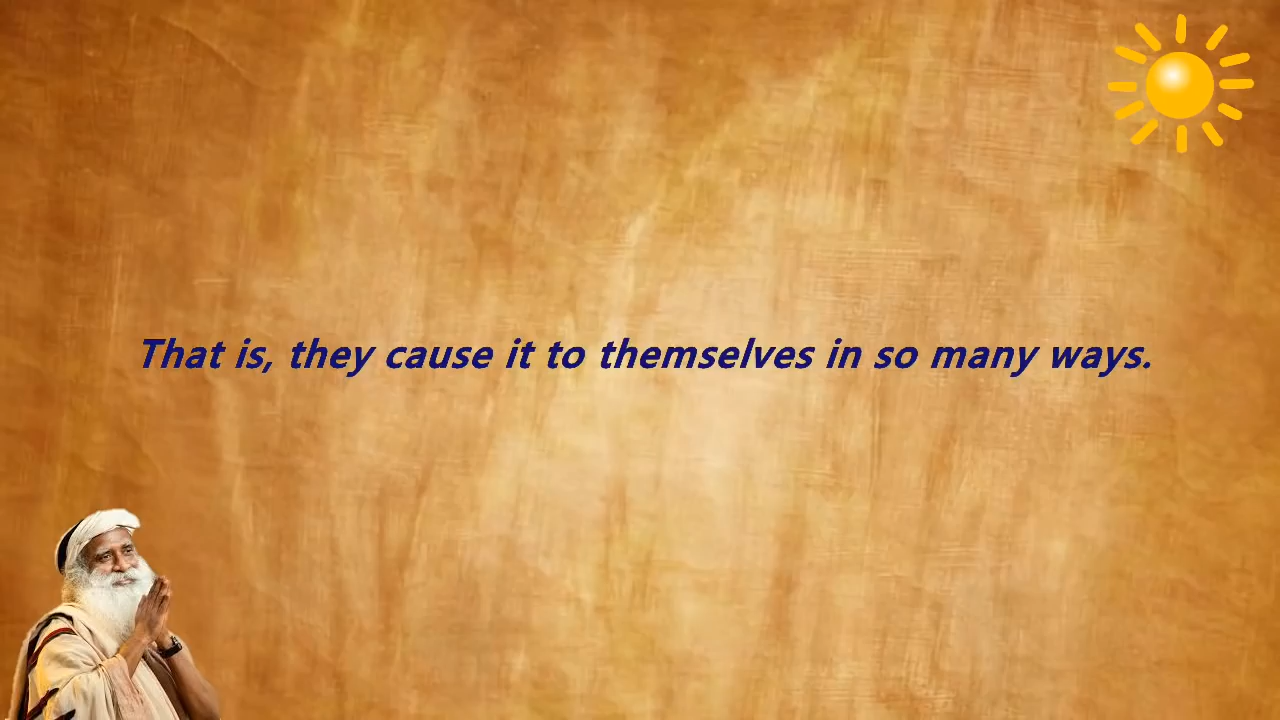 That is, they cause it to themselves in so many ways.